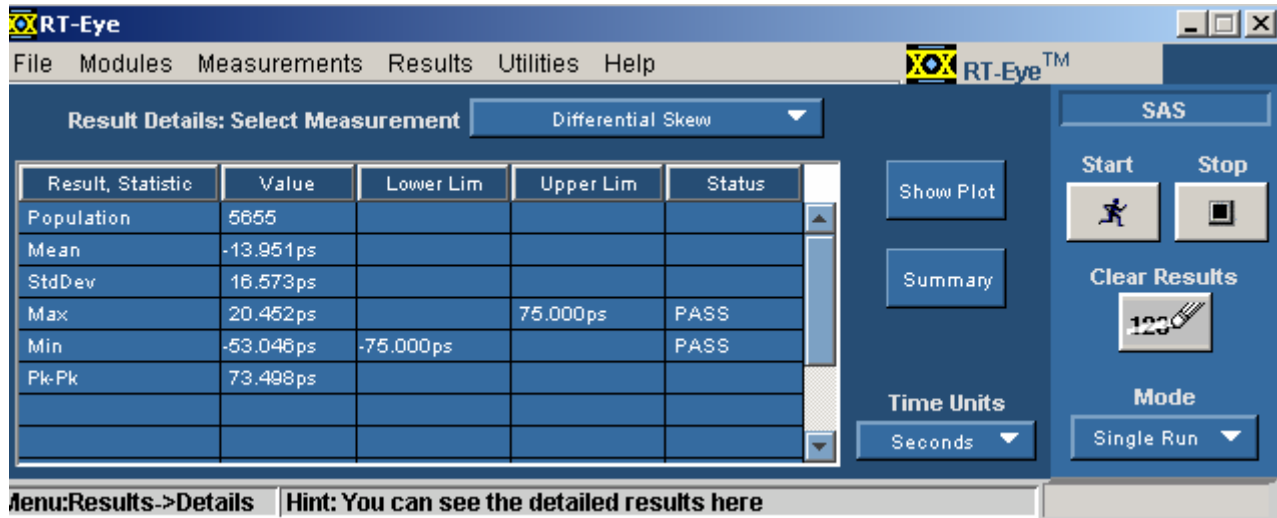 RT-Eye
File Modules Measurements Results Utilities Help
RT-Eye™
Result Details: Select Measurement Differential Skew
SAS
Result, Statistic Value Lower Lim Upper Lim Status
Population 5655
Mean -13.951ps
StdDev 16.573ps
Max 20.452ps 75.000ps PASS
Min -53.046ps -75.000ps PASS
Pk-Pk 73.498ps
Show Plot
Summary
Time Units
Seconds
Start Stop
Clear Results
123
Mode
Single Run
Menu:Results->Details Hint: You can see the detailed results here